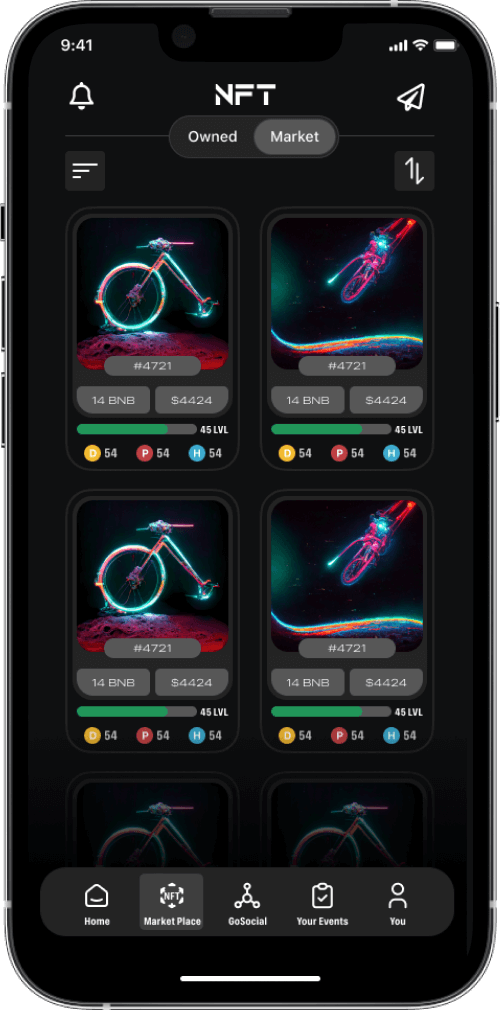 9:41
NFT
Owned Market
#4721 #4721
14 BNB $4424 14 BNB $4424
45 LVL 45 LVL
D 54 P 54 H 54 D 54 P 54 H 54
#4721 #4721
14 BNB $4424 14 BNB $4424
45 LVL 45 LVL
D 54 P 54 H 54 D 54 P 54 H 54
NFT
Home Market Place GoSocial Your Events You